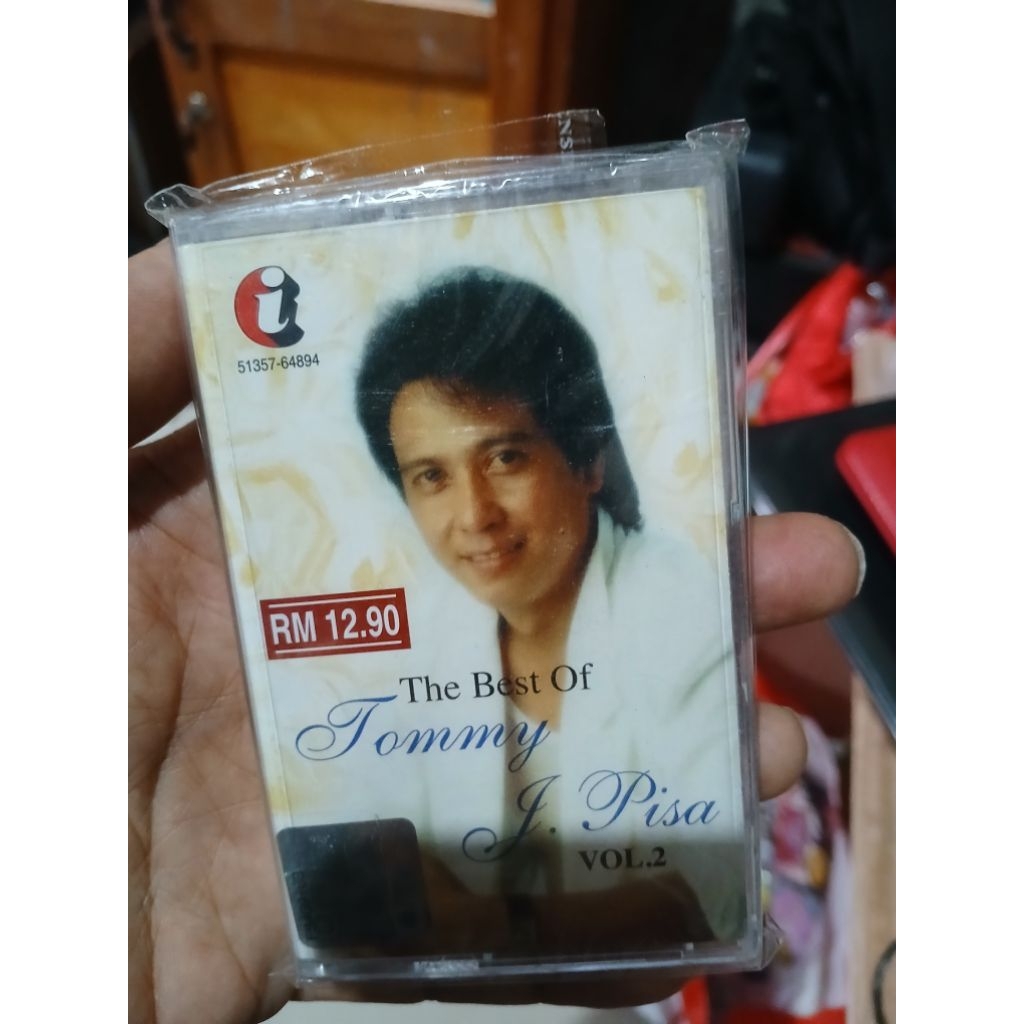 i
51357-64894
RM 12.90
The Best Of
Tommy
J. Pisa
VOL.2